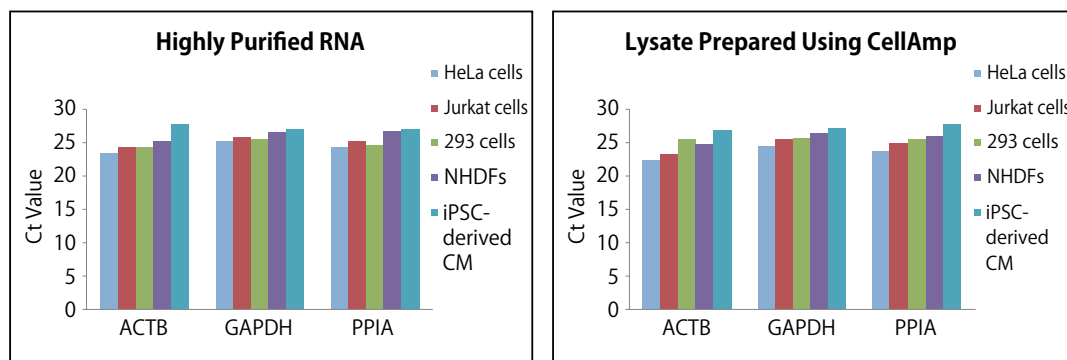 Highly Purified RNA
HeLa cells
Jurkat cells
293 cells
NHDFs
iPSC-
derived
CM
Ct Value
30
25
20
15
10
5
0
ACTB GAPDH PPIA
Lysate Prepared Using CellAmp
HeLa cells
Jurkat cells
293 cells
NHDFs
iPSC-
derived
CM
Ct Value
30
25
20
15
10
5
0
ACTB GAPDH PPIA